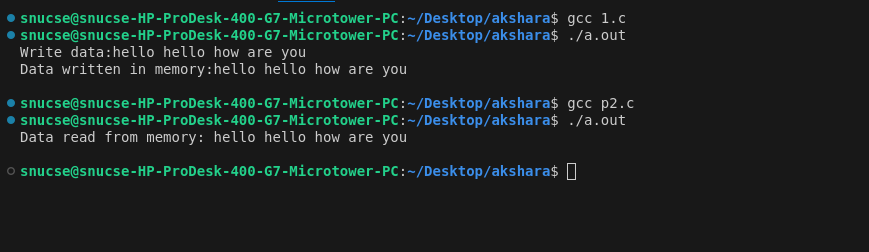 snucse@snucse-HP-ProDesk-400-G7-Microtower-PC:~/Desktop/akshara$ gcc 1.c
snucse@snucse-HP-ProDesk-400-G7-Microtower-PC:~/Desktop/akshara$ ./a.out
Write data:hello hello how are you
Data written in memory:hello hello how are you
snucse@snucse-HP-ProDesk-400-G7-Microtower-PC:~/Desktop/akshara$ gcc p2.c
snucse@snucse-HP-ProDesk-400-G7-Microtower-PC:~/Desktop/akshara$ ./a.out
Data read from memory: hello hello how are you
snucse@snucse-HP-ProDesk-400-G7-Microtower-PC:~/Desktop/akshara$